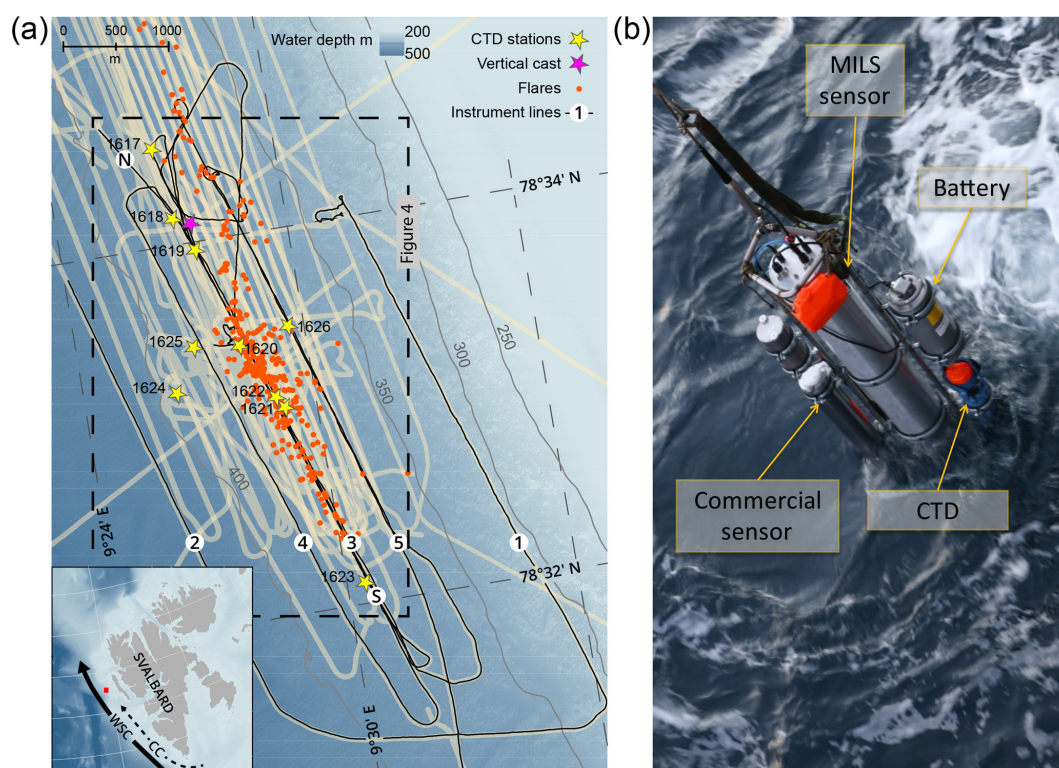 (a)
0 500 1000
m
Water depth m
200
500
CTD stations
Vertical cast
Flares
Instrument lines
1
1617
N
78°34' N
1618
1619
Figure 4
250
300
350
1626
1625
1620
1624
1622
1621
400
9°24' E
2
4
3
5
1
1623
78°32' N
S
9°30' E
SVALBARD
WSC
CC
(b)
MILS
sensor
Battery
Commercial
sensor
CTD